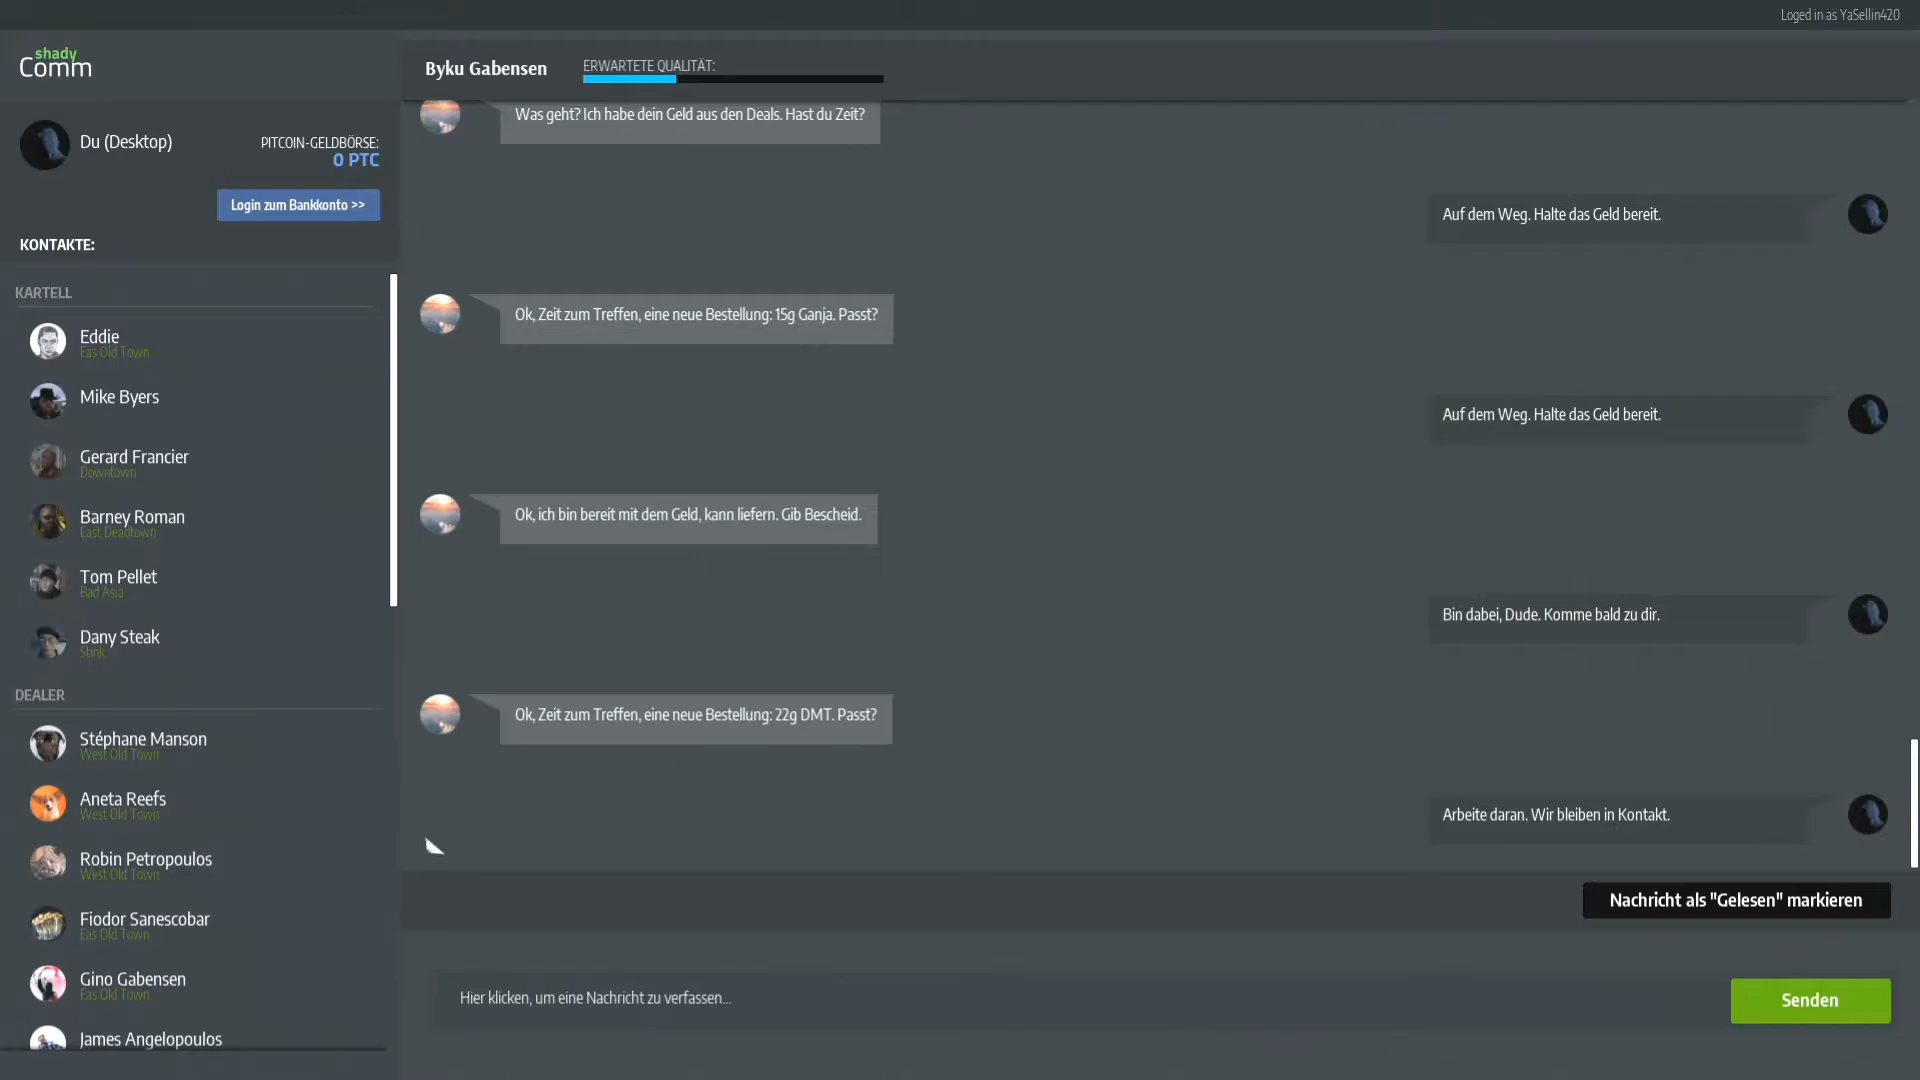 Loged in as YaSellin420
shady
Comm
Byku Gabensen
ERWARTETE QUALITÄT:
Du (Desktop)
PITCOIN-GELDBÖRSE:
0 PTC
Login zum Bankkonto >>
KONTAKTE:
KARTELL
Eddie
Eas Old Town
Mike Byers
Gerard Francier
Downtown
Barney Roman
East Deadtown
Tom Pellet
Bad Asia
Dany Steak
Stink
DEALER
Stéphane Manson
West Old Town
Aneta Reefs
West Old Town
Robin Petropoulos
West Old Town
Fiodor Sanescobar
Eas Old Town
Gino Gabensen
Eas Old Town
James Angelopoulos
Was geht? Ich habe dein Geld aus den Deals. Hast du Zeit?
Auf dem Weg. Halte das Geld bereit.
Ok, Zeit zum Treffen, eine neue Bestellung: 15g Ganja. Passt?
Auf dem Weg. Halte das Geld bereit.
Ok, ich bin bereit mit dem Geld, kann liefern. Gib Bescheid.
Bin dabei, Dude. Komme bald zu dir.
Ok, Zeit zum Treffen, eine neue Bestellung: 22g DMT. Passt?
Arbeite daran. Wir bleiben in Kontakt.
Nachricht als "Gelesen" markieren
Hier klicken, um eine Nachricht zu verfassen...
Senden